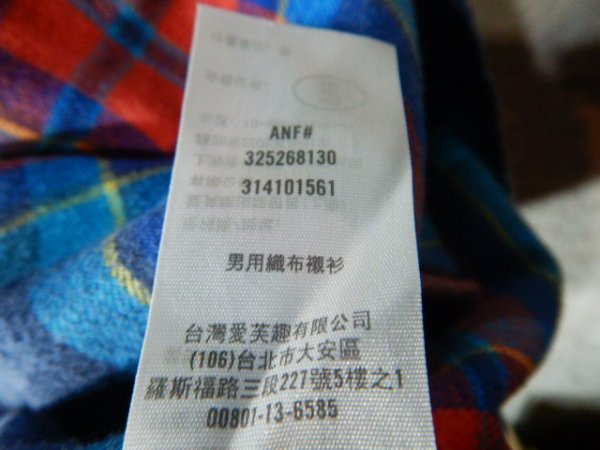 ANF#
325268130
314101561
男用織布襯衫
台灣愛芙趣有限公司
(106)台北市大安區
羅斯福路三段227號5樓之1
00801-13-6585